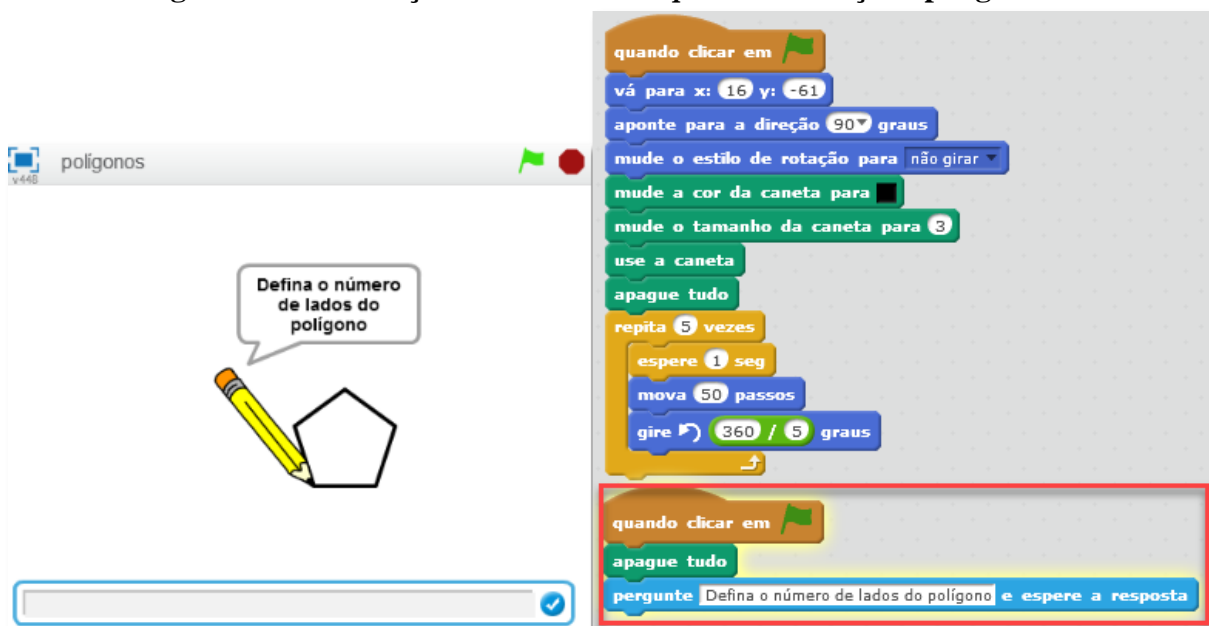 polígonos
v448
Defina o número
de lados do
polígono
quando clicar em
vá para x: 16 y: -61
aponte para a direção 90 graus
mude o estilo de rotação para não girar
mude a cor da caneta para
mude o tamanho da caneta para 3
use a caneta
apague tudo
repita 5 vezes
espere 1 seg
mova 50 passos
gire 360 / 5 graus
quando clicar em
apague tudo
pergunte Defina o número de lados do polígono e espere a resposta